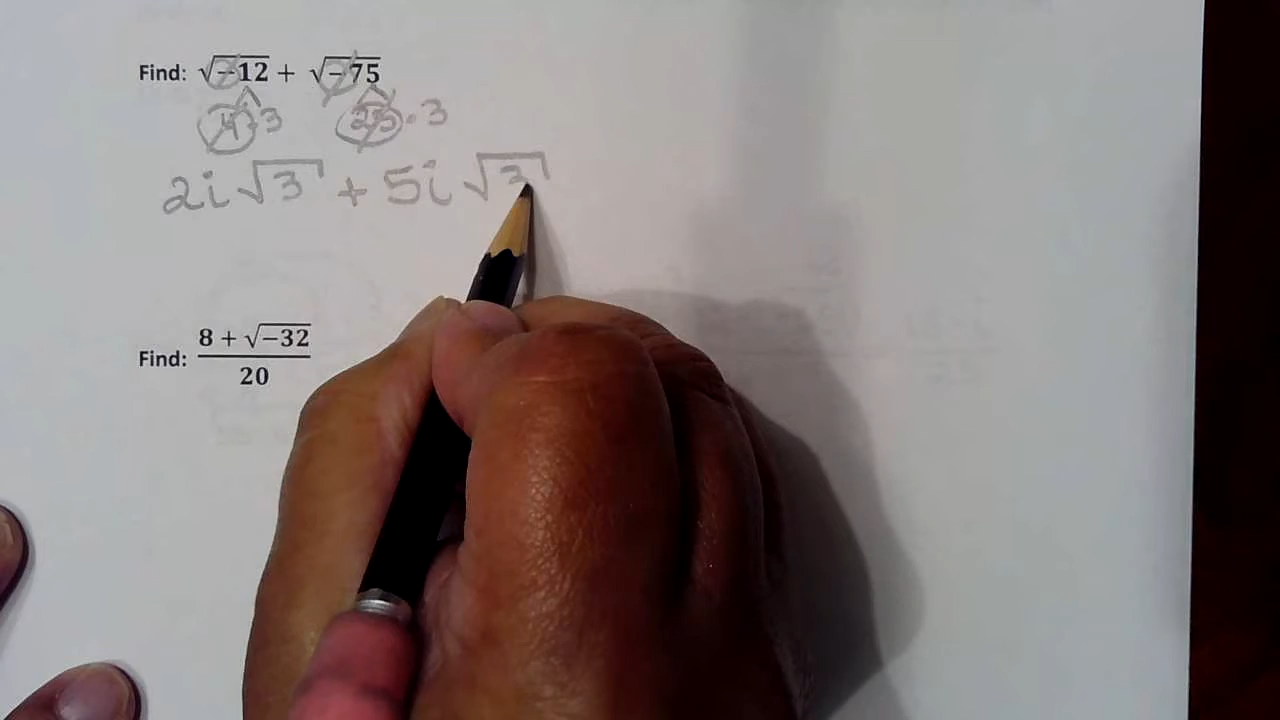 Find: √-12 + √-75
4·3 25·3
2i√3 + 5i√3
Find: 8 + √-32
20